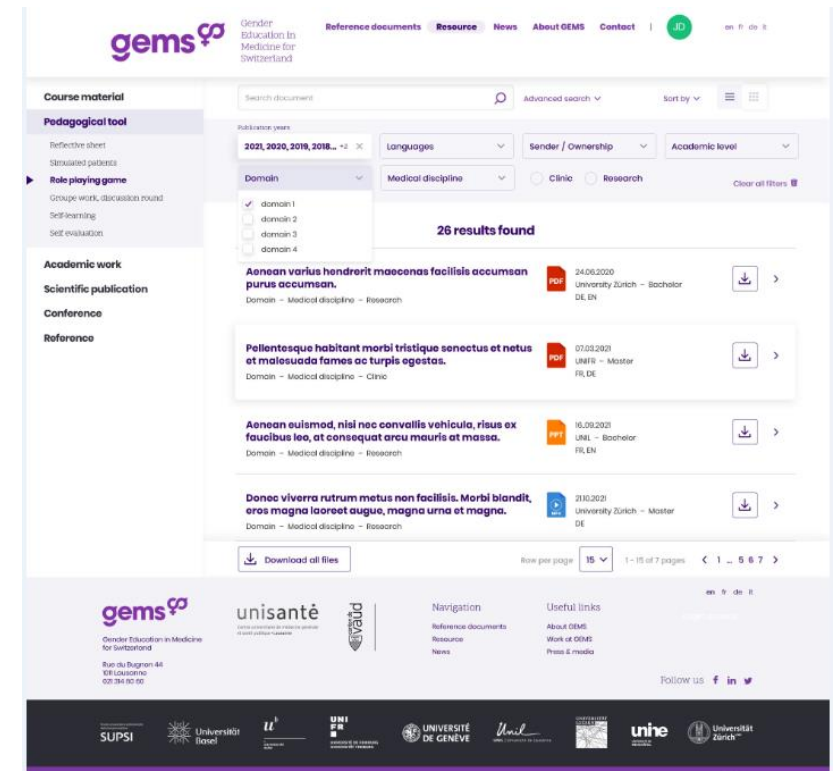 gems
Gender
Education in
Medicine for
Switzerland
Reference documents Resource News About GEMS Contact | JD en fr de it
Course material
Pedagogical tool
Reflective sheet
Simulated patients
Role playing game
Groupe work, discussion round
Self-learning
Self evaluation
Academic work
Scientific publication
Conference
Reference
Search document
Advanced search
Sort by
Publication years
2021, 2020, 2019, 2018... +2 ×
Languages
Sender / Ownership
Academic level
Domain
Medical discipline
Clinic
Research
Clear all filters
domain 1
domain 2
domain 3
domain 4
26 results found
Aenean varius hendrerit maecenas facilisis accumsan
purus accumsan.
Domain – Medical discipline – Research
PDF
24.06.2020
University Zürich – Bachelor
DE, EN
Pellentesque habitant morbi tristique senectus et netus
et malesuada fames ac turpis egestas.
Domain – Medical discipline – Clinic
PDF
07.03.2021
UNIFR – Master
FR, DE
Aenean euismod, nisi nec convallis vehicula, risus ex
faucibus leo, at consequat arcu mauris at massa.
Domain – Medical discipline – Research
PPT
16.09.2021
UNIL – Bachelor
FR, EN
Donec viverra rutrum metus non facilisis. Morbi blandit,
eros magna laoreet augue, magna urna et magna.
Domain – Medical discipline – Research
21.10.2021
University Zürich – Master
DE
Download all files
Row per page 15
1 – 15 of 7 pages
1 ... 5 6 7
en fr de it
gems
Gender Education in Medicine
for Switzerland
Rue du Bugnon 44
1011 Lausanne
021 314 60 60
unisanté
canton de
vaud
Navigation
Reference documents
Resource
News
Useful links
About GEMS
Work at GEMS
Press & media
Follow us
SUPSI
Universität
Basel
u
b
UNI
FR
UNIVERSITÉ
DE GENÈVE
Unil
unine
Universität
Zürich